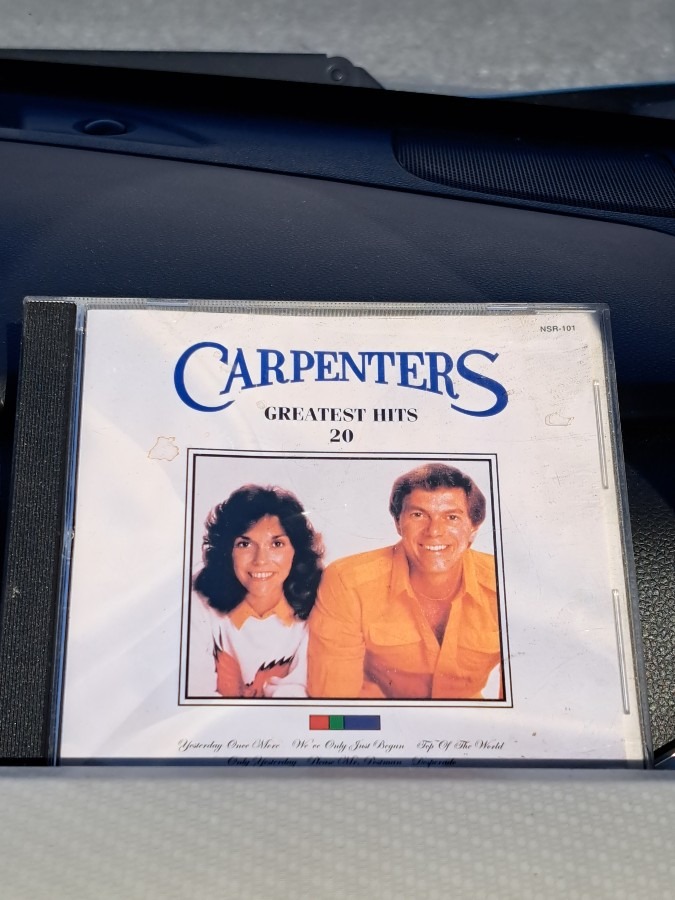 NSR-101
CARPENTERS
GREATEST HITS
20
Yesterday Once More We're Only Just Begun Top Of The World
Only Yesterday Please Mr. Postman Desperado